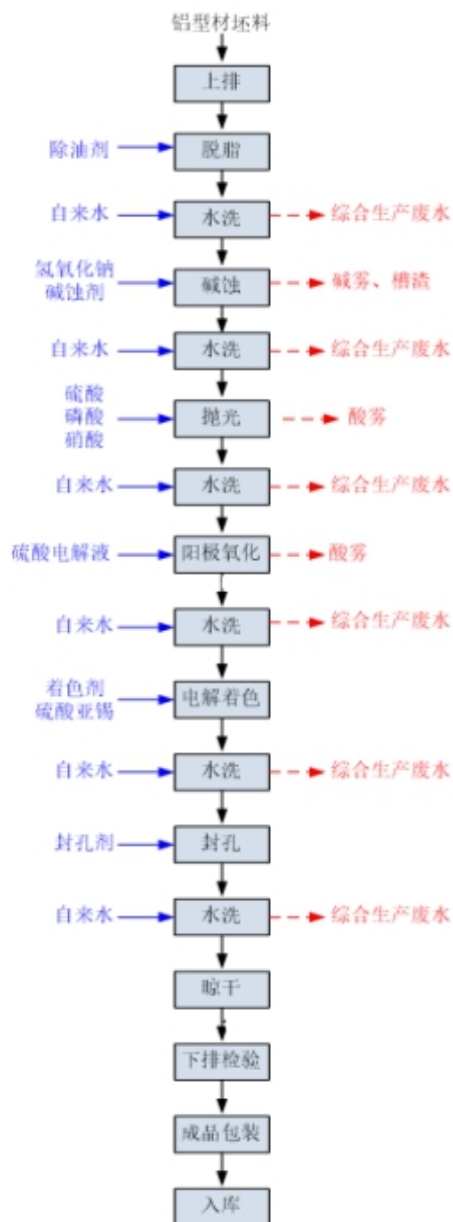 铝型材坯料
上排
除油剂 脱脂
自来水 水洗 综合生产废水
氢氧化钠
碱蚀剂
碱蚀 碱雾、槽渣
自来水 水洗 综合生产废水
硫酸
磷酸
硝酸
抛光 酸雾
自来水 水洗 综合生产废水
硫酸电解液 阳极氧化 酸雾
自来水 水洗 综合生产废水
着色剂
硫酸亚锡
电解着色
自来水 水洗 综合生产废水
封孔剂 封孔
自来水 水洗 综合生产废水
晾干
下排检验
成品包装
入库